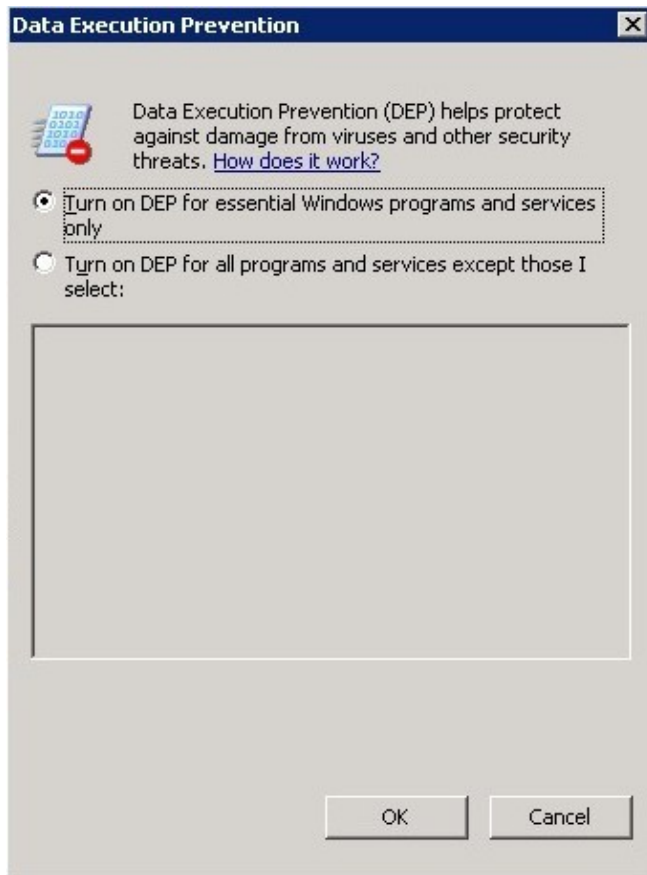 Data Execution Prevention
Data Execution Prevention (DEP) helps protect
against damage from viruses and other security
threats. How does it work?
Turn on DEP for essential Windows programs and services
only
Turn on DEP for all programs and services except those I
select:
OK
Cancel